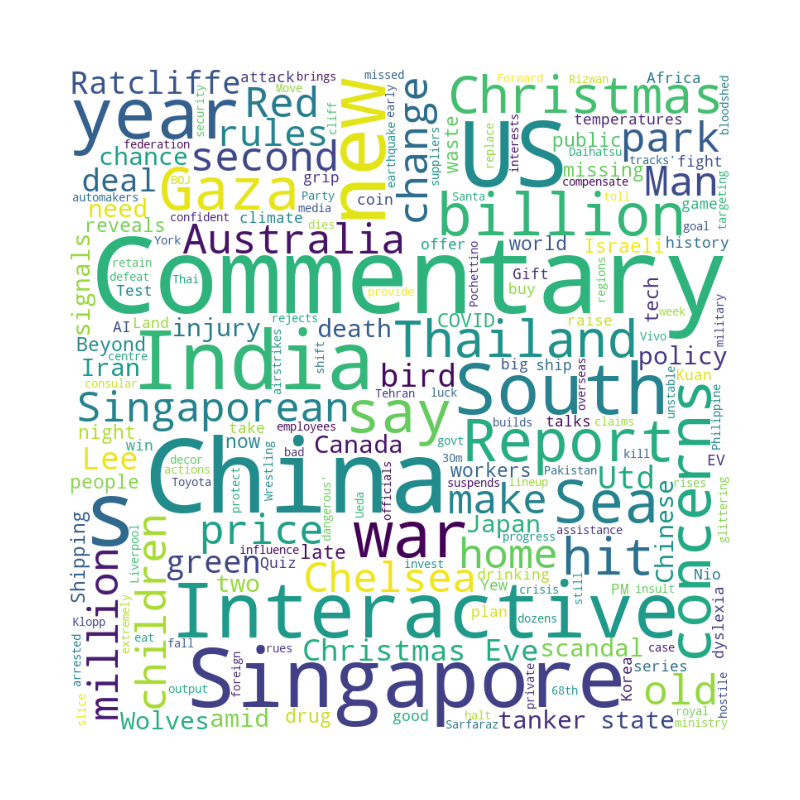 Ratcliffe
attack
brings
missed
Forward
Rizwan
Africa
year
Red
Move
new
early
Christmas
US
temperatures
bloodshed
federation
rules
security
cliff
earthquake
change
suppliers
waste
replace
public
Daihatsu
park
chance
BOJ
second
grip
Party
coin
missing
tracks'
fight
deal
automakers
Gaza
media
compensate
Man
interests
targeting
need
confident
climate
dies
Santa
billion
toll
game
goal
reveals
York
Australia
offer
world
Israeli
history
signals
retain
defeat
Test
Thai
Commentary
provide
Pochettino
Gift
buy
regions
tech
week
military
AI
Land
injury
rejects
death
COVID
raise
Vivo
Beyond
centre
India
airstrikes
shift
Thailand
policy
Iran
consular
Tehran
bird
big
ship
overseas
South
Kuan
unstable
Philippine
Singaporean
luck
say
builds
talks
claims
concerns
night
take
employees
now
govt
Report
Lee
win
bad
Canada
kill
EV
people
decor
actions
Toyota
China
Wrestling
officials
30m
Pakistan
workers
lineup
Utd
rises
s
protect
dangerous'
Ueda
suspends
make
Sea
Chinese
glittering
Shipping
Liverpool
children
price
war
Japan
progress
assistance
hit
million
green
influence
late
home
Quiz
invest
Chelsea
drinking
Nio
Klopp
extremely
two
Yew
crisis
still
PM
insult
dyslexia
plan
dozens
Interactive
arrested
eat
fall
rues
Christmas Eve
scandal
Korea
series
case
hostile
foreign
Singapore
private
old
slice
output
68th
royal
Wolves
amid
drug
good
halt
Sarfaraz
tanker
state
ministry